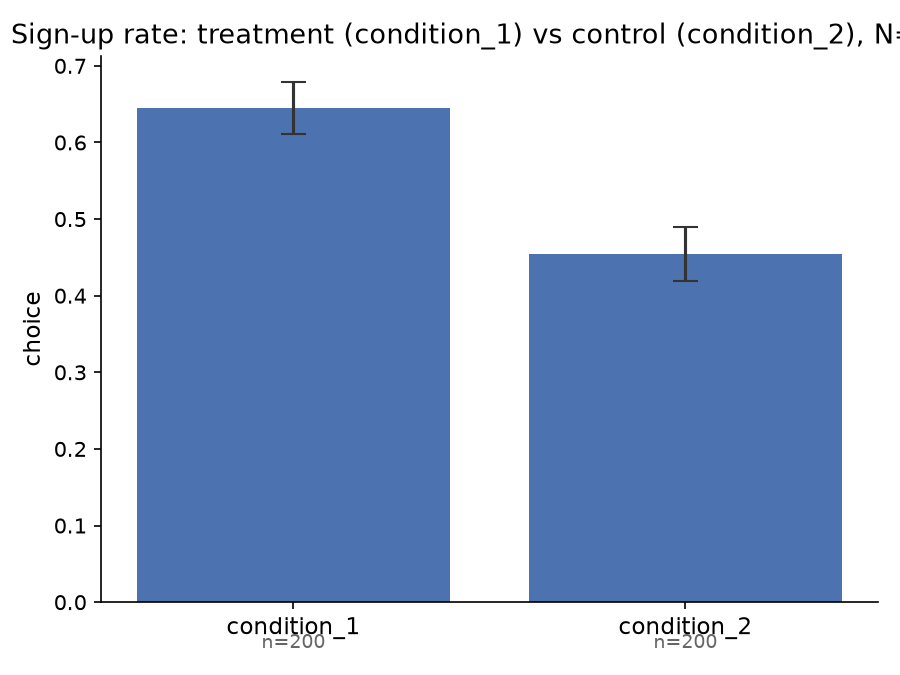 Sign-up rate: treatment (condition_1) vs control (condition_2), N=
0.7
0.6
0.5
0.4
0.3
0.2
0.1
0.0
choice
condition_1
n=200
condition_2
n=200